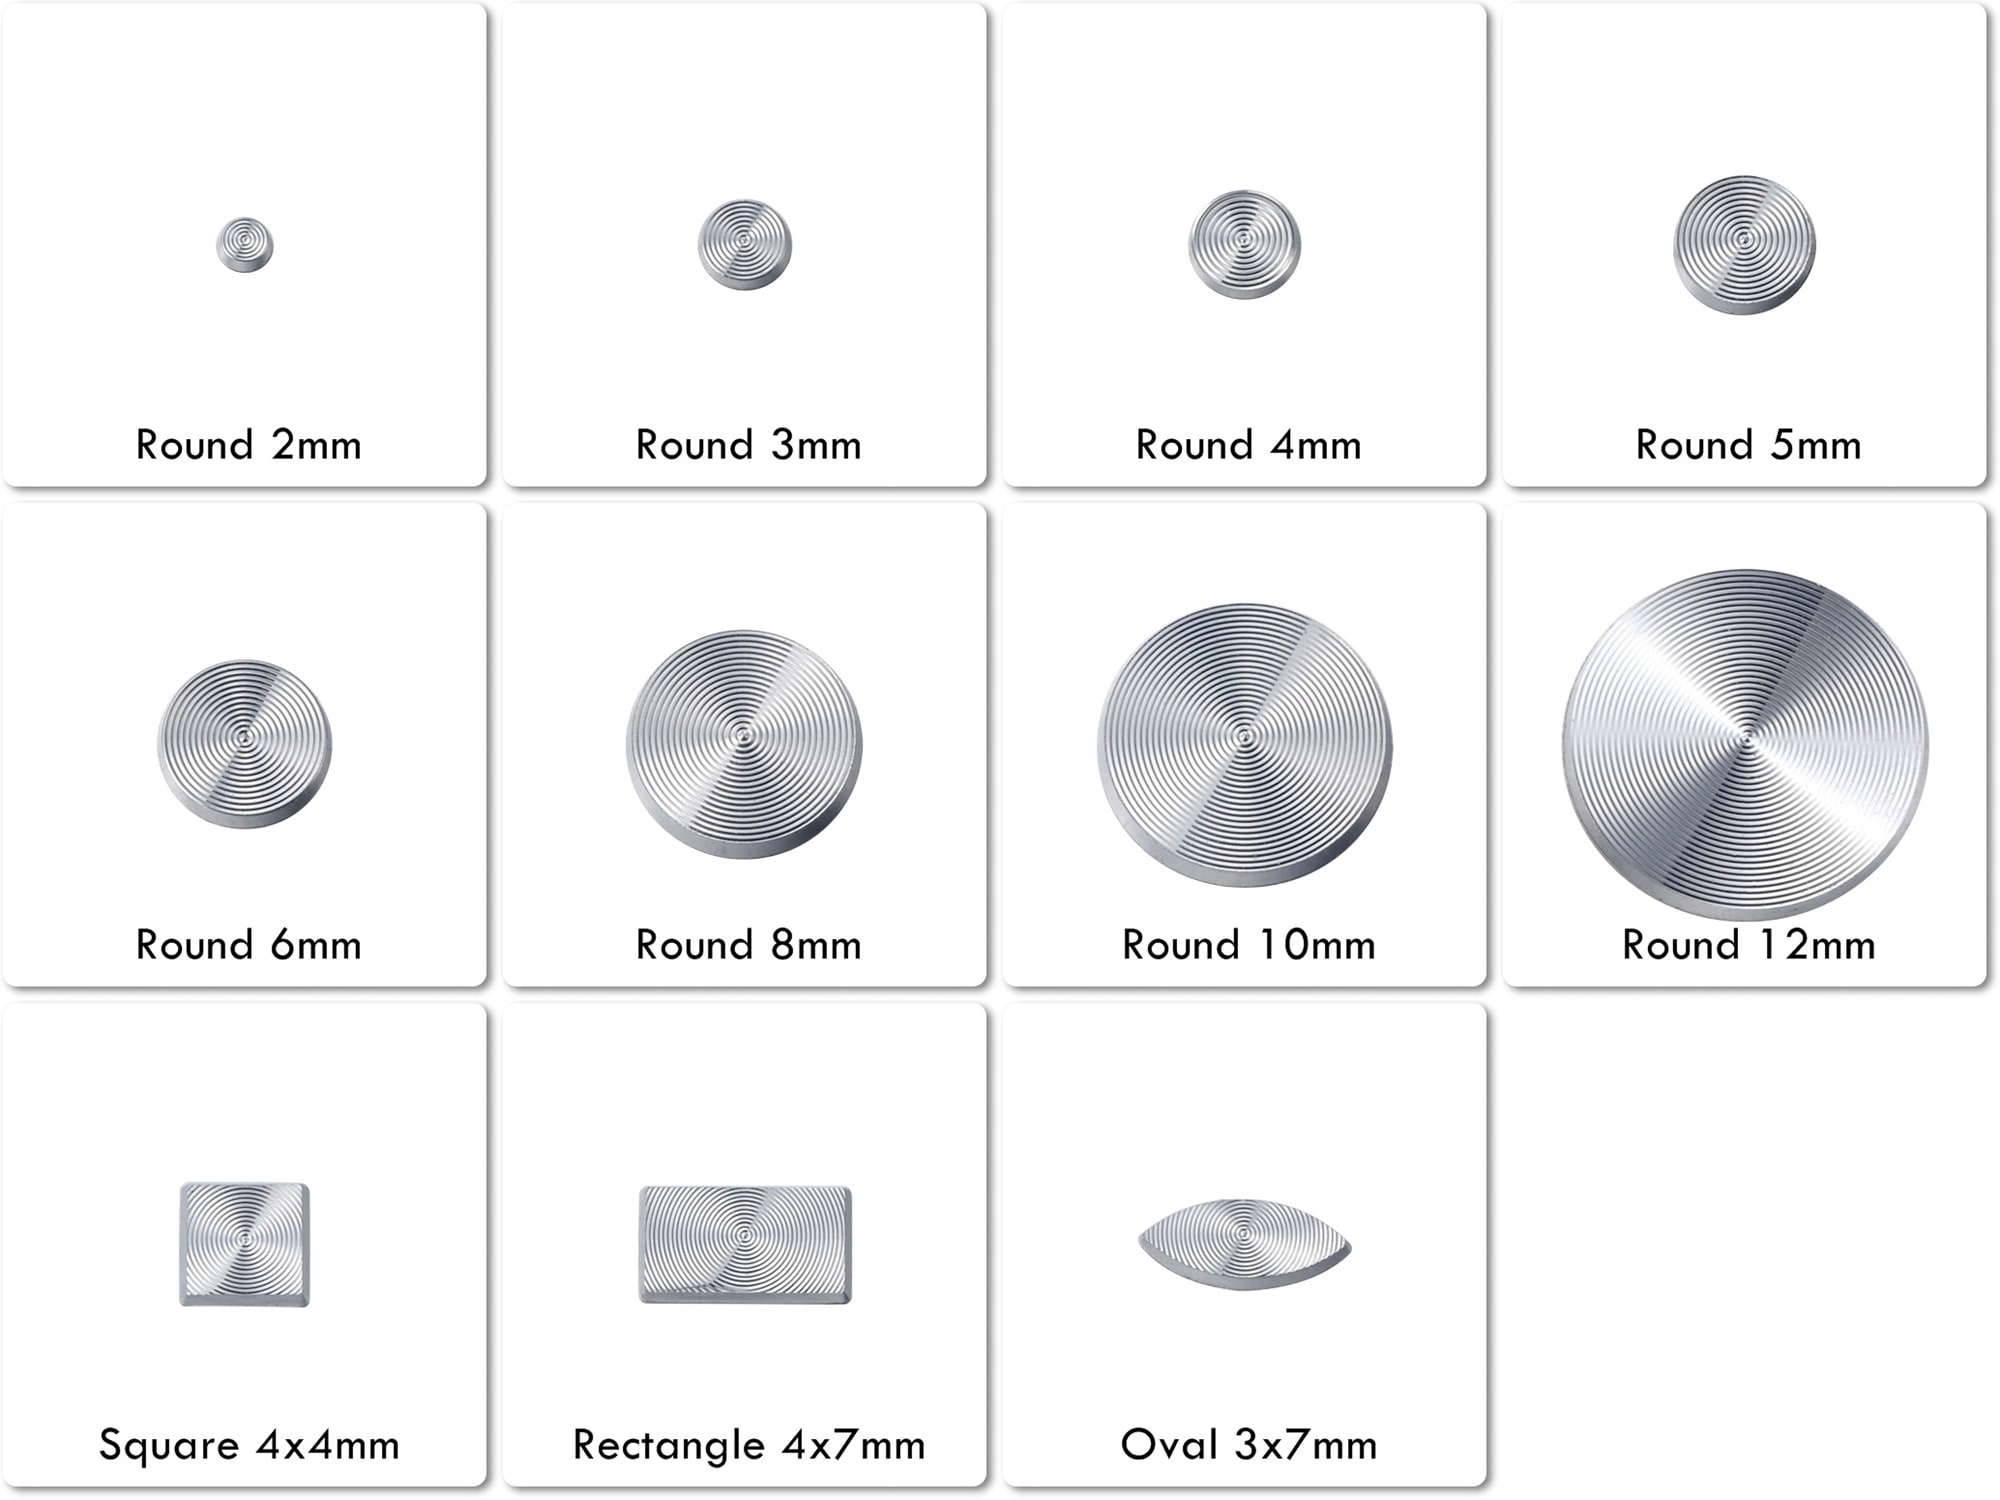 Round 2mm
Round 3mm
Round 4mm
Round 5mm
Round 6mm
Round 8mm
Round 10mm
Round 12mm
Square 4x4mm
Rectangle 4x7mm
Oval 3x7mm